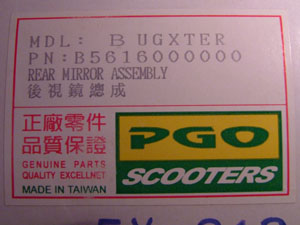 MDL: B UGXTER
PN:B5616000000
REAR MIRROR ASSEMBLY
後視鏡總成
正廠零件
品質保證
GENUINE PARTS
QUALITY EXCELLNET
MADE IN TAIWAN
PGO
SCOOTERS